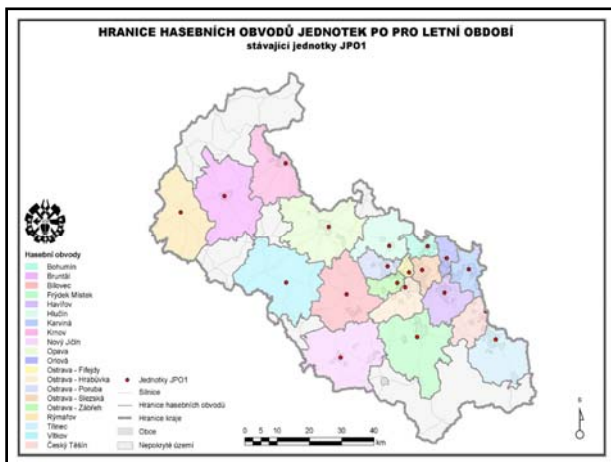 HRANICE HASEBNÍCH OBVODŮ JEDNOTEK PO PRO LETNÍ OBDOBÍ
stávající jednotky JPO1
Hasební obvody
Bohumín
Bruntál
Bílovec
Frýdek Místek
Havířov
Hlučín
Karviná
Krnov
Nový Jičín
Opava
Orlová
Ostrava - Fifejdy
Ostrava - Hrabůvka
Ostrava - Poruba
Ostrava - Slezská
Ostrava - Zábřeh
Rýmařov
Třinec
Vítkov
Český Těšín
Jednotky JPO1
Silnice
Hranice hasebních obvodů
Hranice kraje
Obce
Nepokryté území
0 5 10 20 30 40
km
S